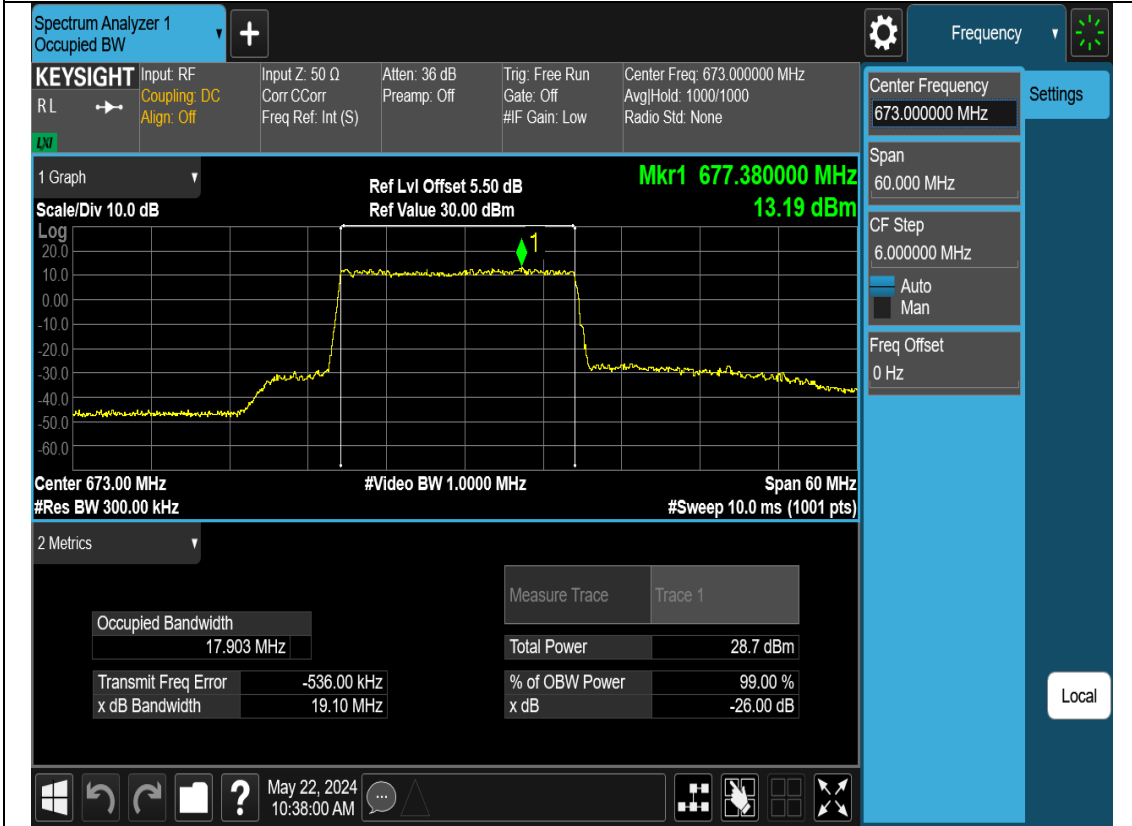 Spectrum Analyzer 1
Occupied BW
+
Frequency
KEYSIGHT
RL
LXI
Input: RF
Coupling: DC
Align: Off
Input Z: 50 Ω
Corr CCorr
Freq Ref: Int (S)
Atten: 36 dB
Preamp: Off
Trig: Free Run
Gate: Off
#IF Gain: Low
Center Freq: 673.000000 MHz
Avg|Hold: 1000/1000
Radio Std: None
Center Frequency
673.000000 MHz
Settings
Span
60.000 MHz
CF Step
6.000000 MHz
Auto
Man
Freq Offset
0 Hz
Local
1 Graph
Ref Lvl Offset 5.50 dB
Mkr1 677.380000 MHz
Scale/Div 10.0 dB
Ref Value 30.00 dBm
13.19 dBm
Log
1
20.0
10.0
0.00
-10.0
-20.0
-30.0
-40.0
-50.0
-60.0
Center 673.00 MHz
#Video BW 1.0000 MHz
Span 60 MHz
#Res BW 300.00 kHz
#Sweep 10.0 ms (1001 pts)
2 Metrics
Measure Trace
Trace 1
Occupied Bandwidth
17.903 MHz
Total Power
28.7 dBm
Transmit Freq Error
-536.00 kHz
% of OBW Power
99.00 %
x dB Bandwidth
19.10 MHz
x dB
-26.00 dB
?
May 22, 2024
10:38:00 AM